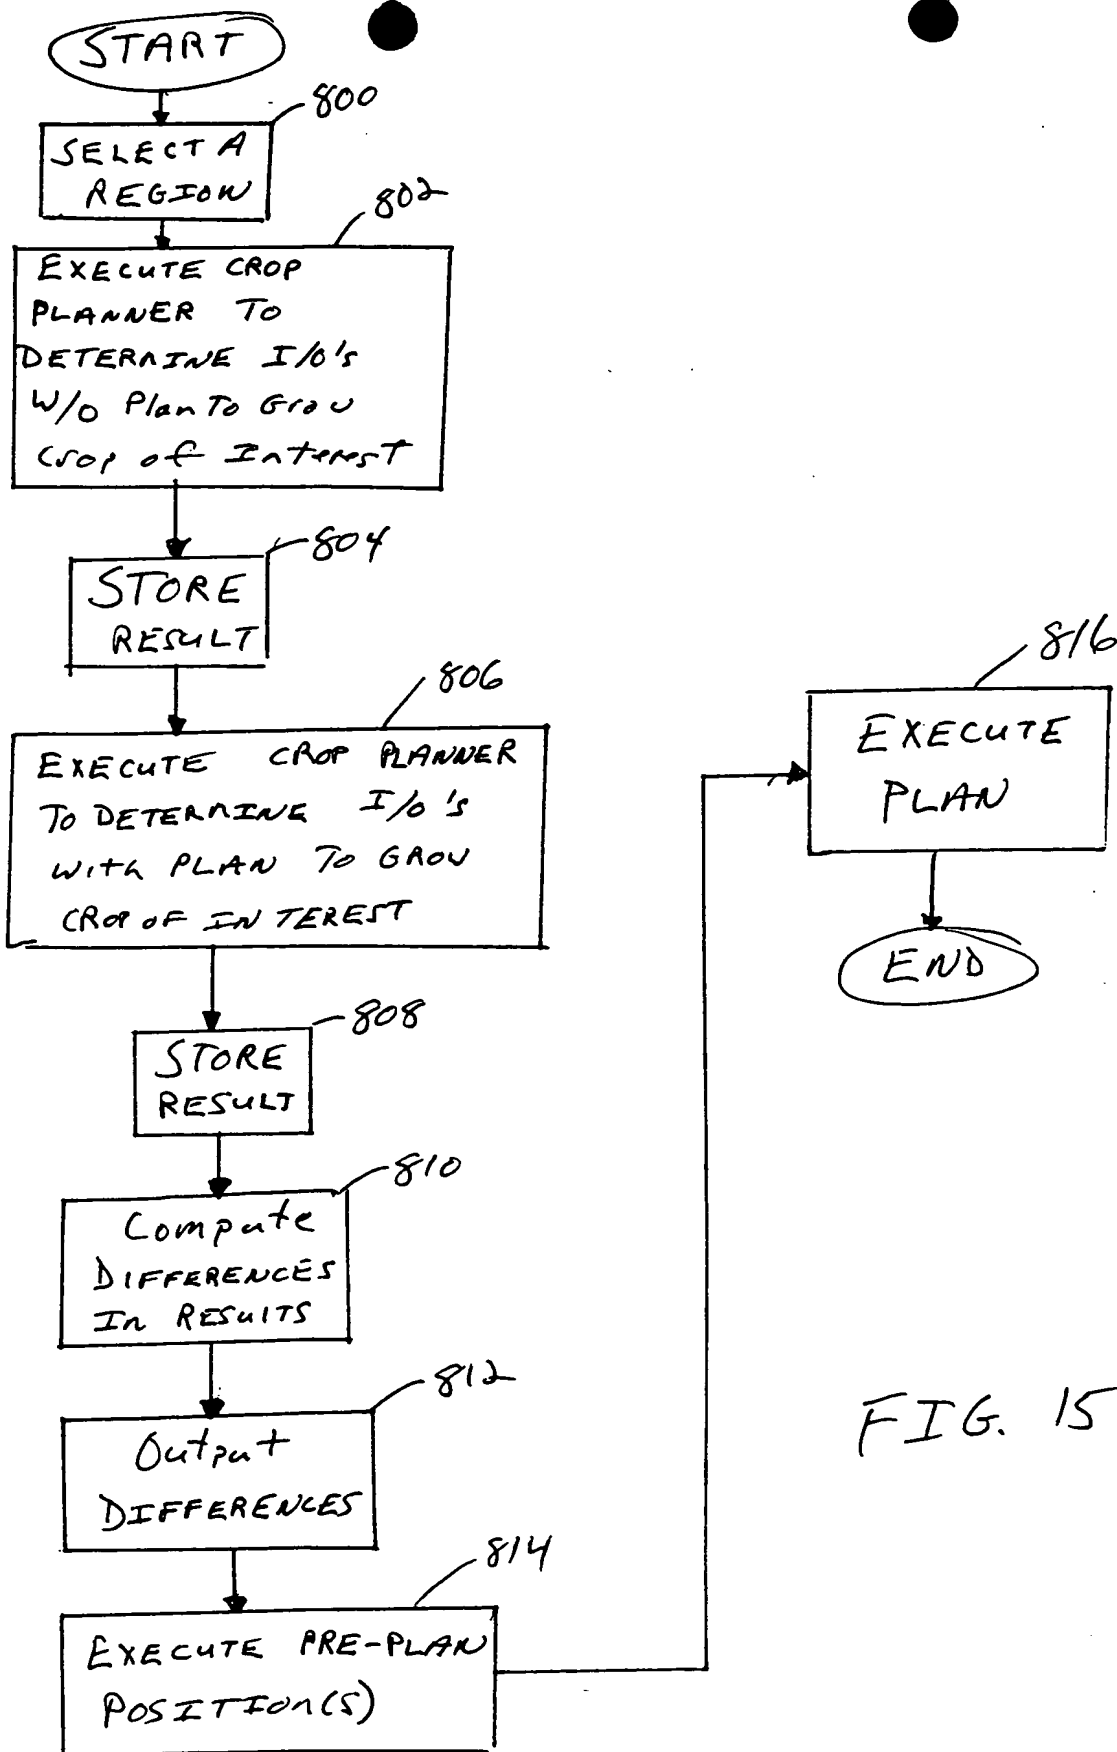 START
800
SELECT A
REGION
802
EXECUTE CROP
PLANNER TO
DETERMINE I/O's
W/O Plan To Grow
Crop of Interest
804
STORE
RESULT
806
EXECUTE CROP PLANNER
TO DETERMINE I/O's
WITH PLAN TO GROW
CROP OF INTEREST
808
STORE
RESULT
810
Compute
DIFFERENCES
In RESULTS
812
Output
DIFFERENCES
814
EXECUTE PRE-PLAN
POSITION(S)
816
EXECUTE
PLAN
END
FIG. 15